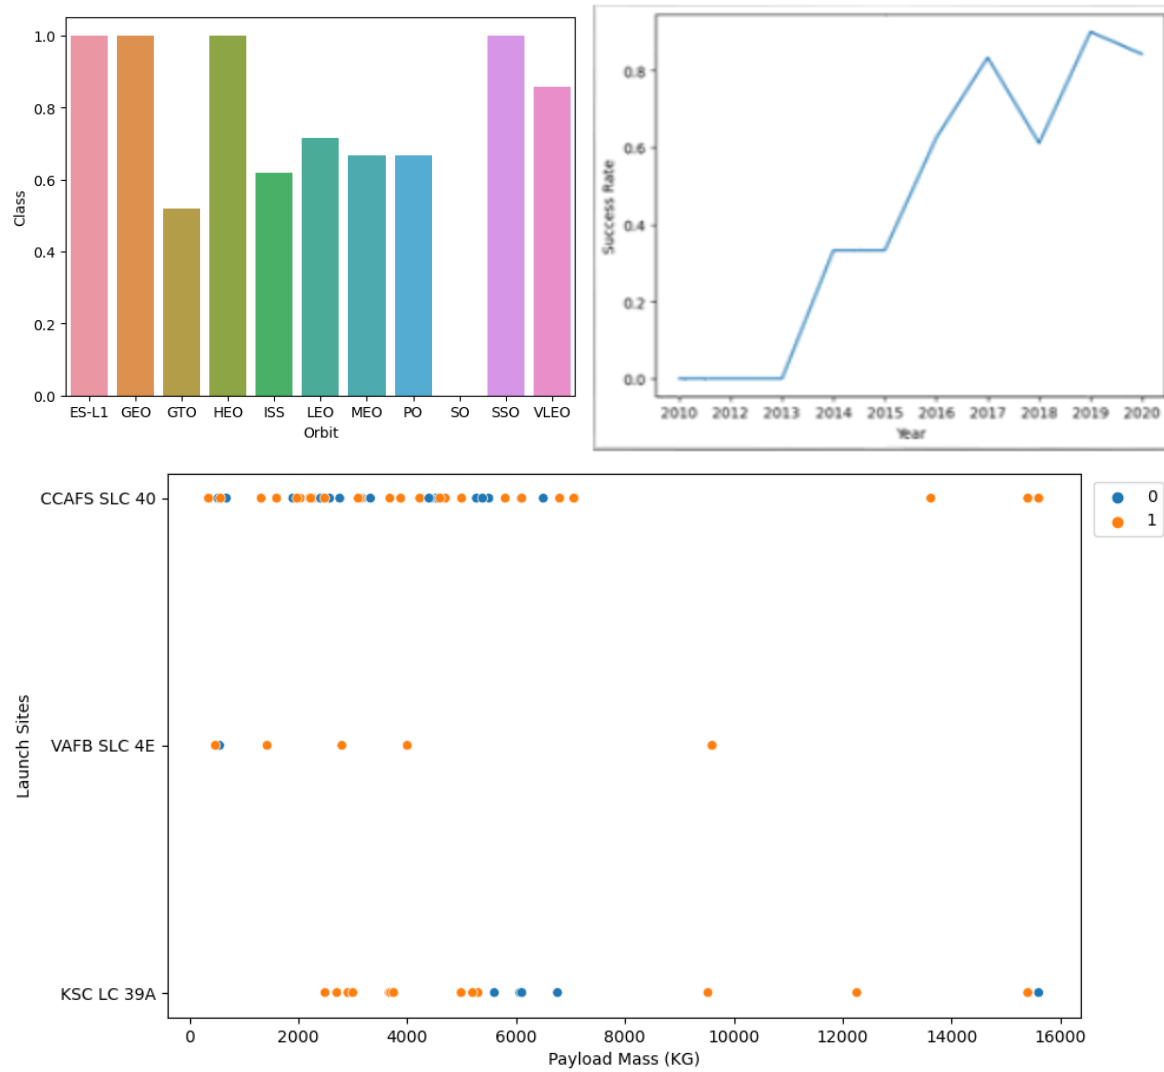 1.0
0.8
0.6
0.4
0.2
0.0
Class
ES-L1 GEO GTO HEO ISS LEO MEO PO SO SSO VLEO
Orbit
0.8
0.6
0.4
0.2
0.0
Success Rate
2010 2012 2013 2014 2015 2016 2017 2018 2019 2020
Year
CCAFS SLC 40
VAFB SLC 4E
KSC LC 39A
Launch Sites
0 2000 4000 6000 8000 10000 12000 14000 16000
Payload Mass (KG)
0
1